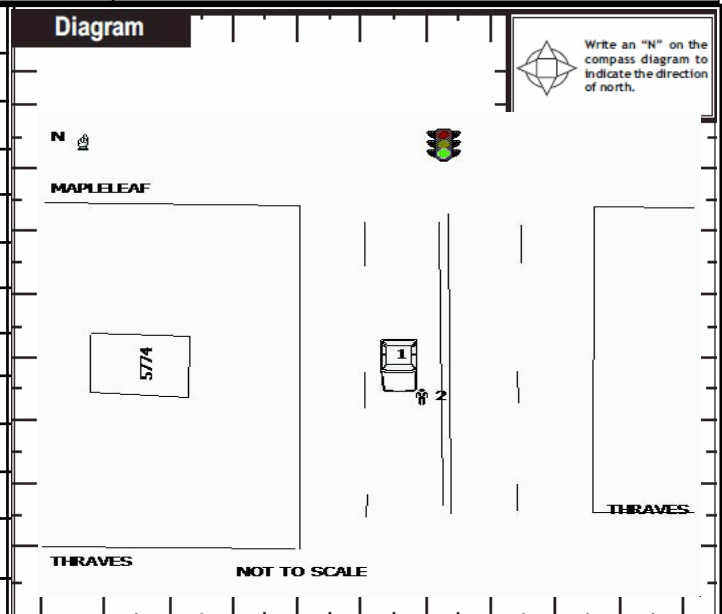 Diagram
Write an “N” on the
compass diagram to
indicate the direction
of north.
N
MAPLELEAF
5774
1
2
THRAVES
THRAVES
NOT TO SCALE